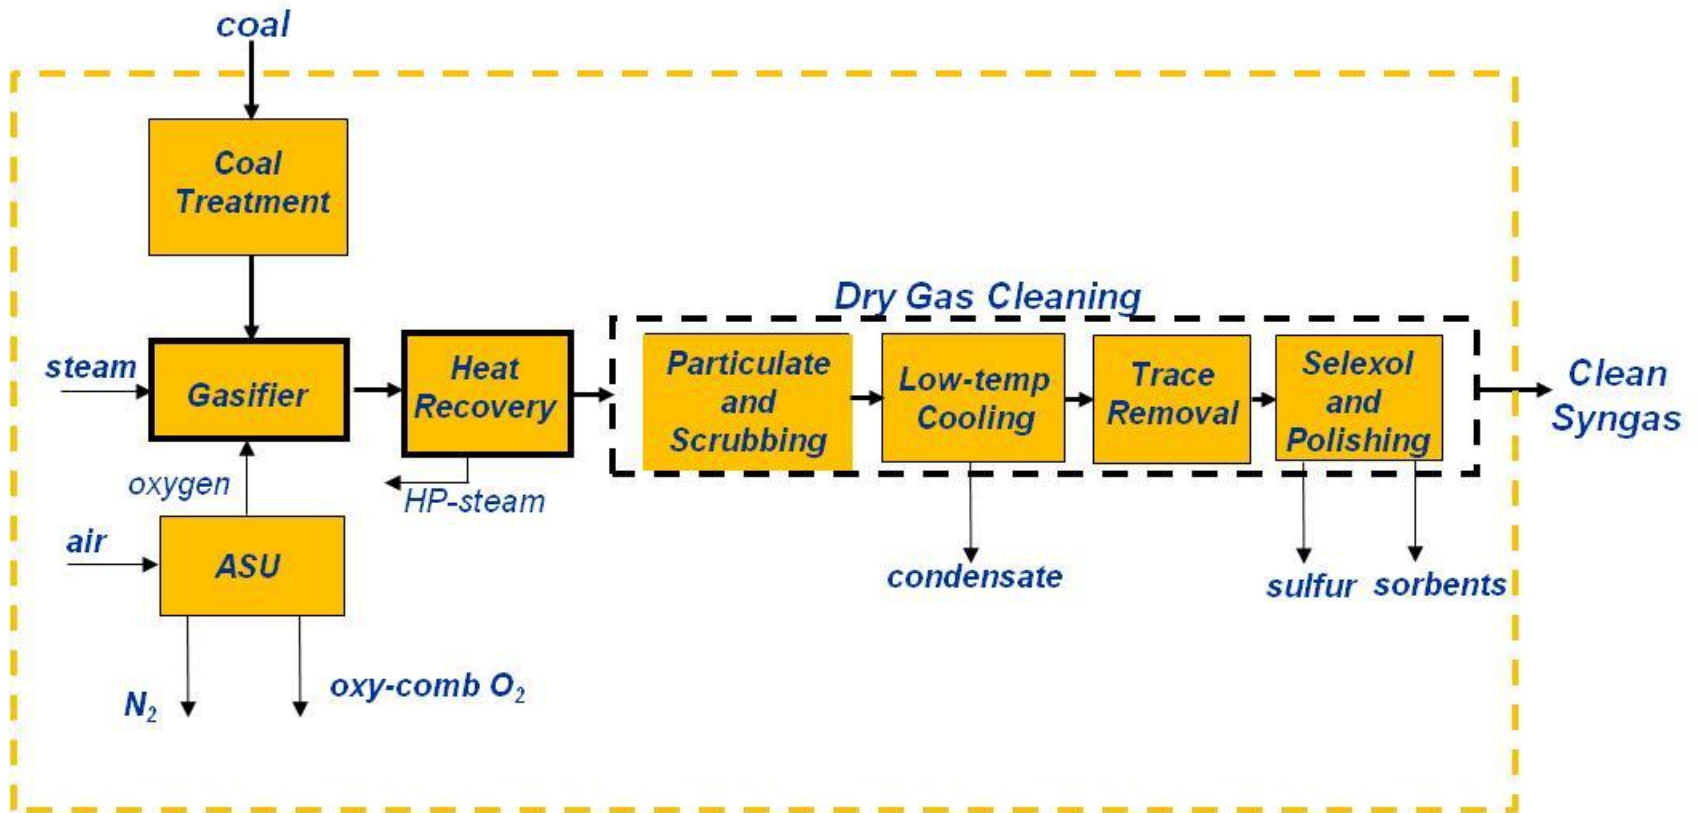 coal
Coal
Treatment
Dry Gas Cleaning
steam
Gasifier
Heat
Recovery
Particulate
and
Scrubbing
Low-temp
Cooling
Trace
Removal
Selexol
and
Polishing
Clean
Syngas
oxygen
HP-steam
air
ASU
condensate
sulfur
sorbents
N₂
oxy-comb O₂